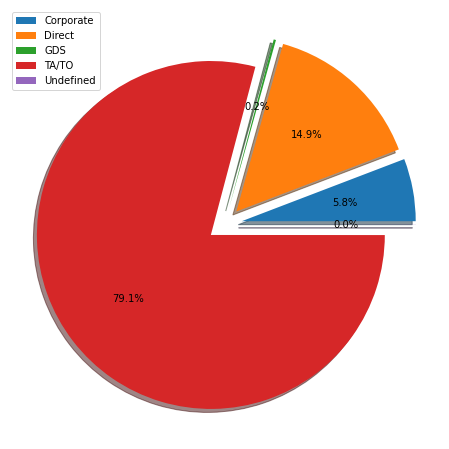 Corporate
Direct
GDS
TA/TO
Undefined
0.2%
14.9%
5.8%
0.0%
79.1%